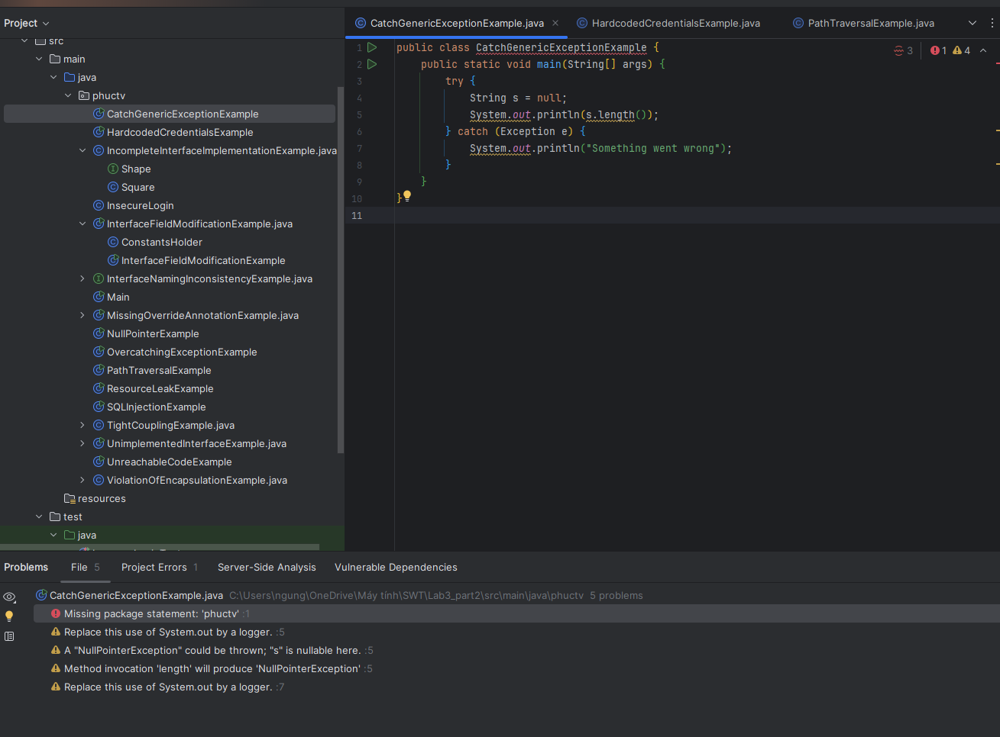 Project
src
main
java
phuctv
CatchGenericExceptionExample
HardcodedCredentialsExample
IncompleteInterfaceImplementationExample.java
Shape
Square
InsecureLogin
InterfaceFieldModificationExample.java
ConstantsHolder
InterfaceFieldModificationExample
InterfaceNamingInconsistencyExample.java
Main
MissingOverrideAnnotationExample.java
NullPointerExample
OvercatchingExceptionExample
PathTraversalExample
ResourceLeakExample
SQLInjectionExample
TightCouplingExample.java
UnimplementedInterfaceExample.java
UnreachableCodeExample
ViolationOfEncapsulationExample.java
resources
test
java
CatchGenericExceptionExample.java HardcodedCredentialsExample.java PathTraversalExample.java
3 1 4
1 public class CatchGenericExceptionExample {
2 public static void main(String[] args) {
3 try {
4 String s = null;
5 System.out.println(s.length());
6 } catch (Exception e) {
7 System.out.println("Something went wrong");
8 }
9 }
10 }
11
Problems File 5 Project Errors 1 Server-Side Analysis Vulnerable Dependencies
CatchGenericExceptionExample.java C:\Users\ngung\OneDrive\Máy tính\SWT\Lab3_part2\src\main\java\phuctv 5 problems
Missing package statement: 'phuctv' :1
Replace this use of System.out by a logger. :5
A "NullPointerException" could be thrown; "s" is nullable here. :5
Method invocation 'length' will produce 'NullPointerException' :5
Replace this use of System.out by a logger. :7